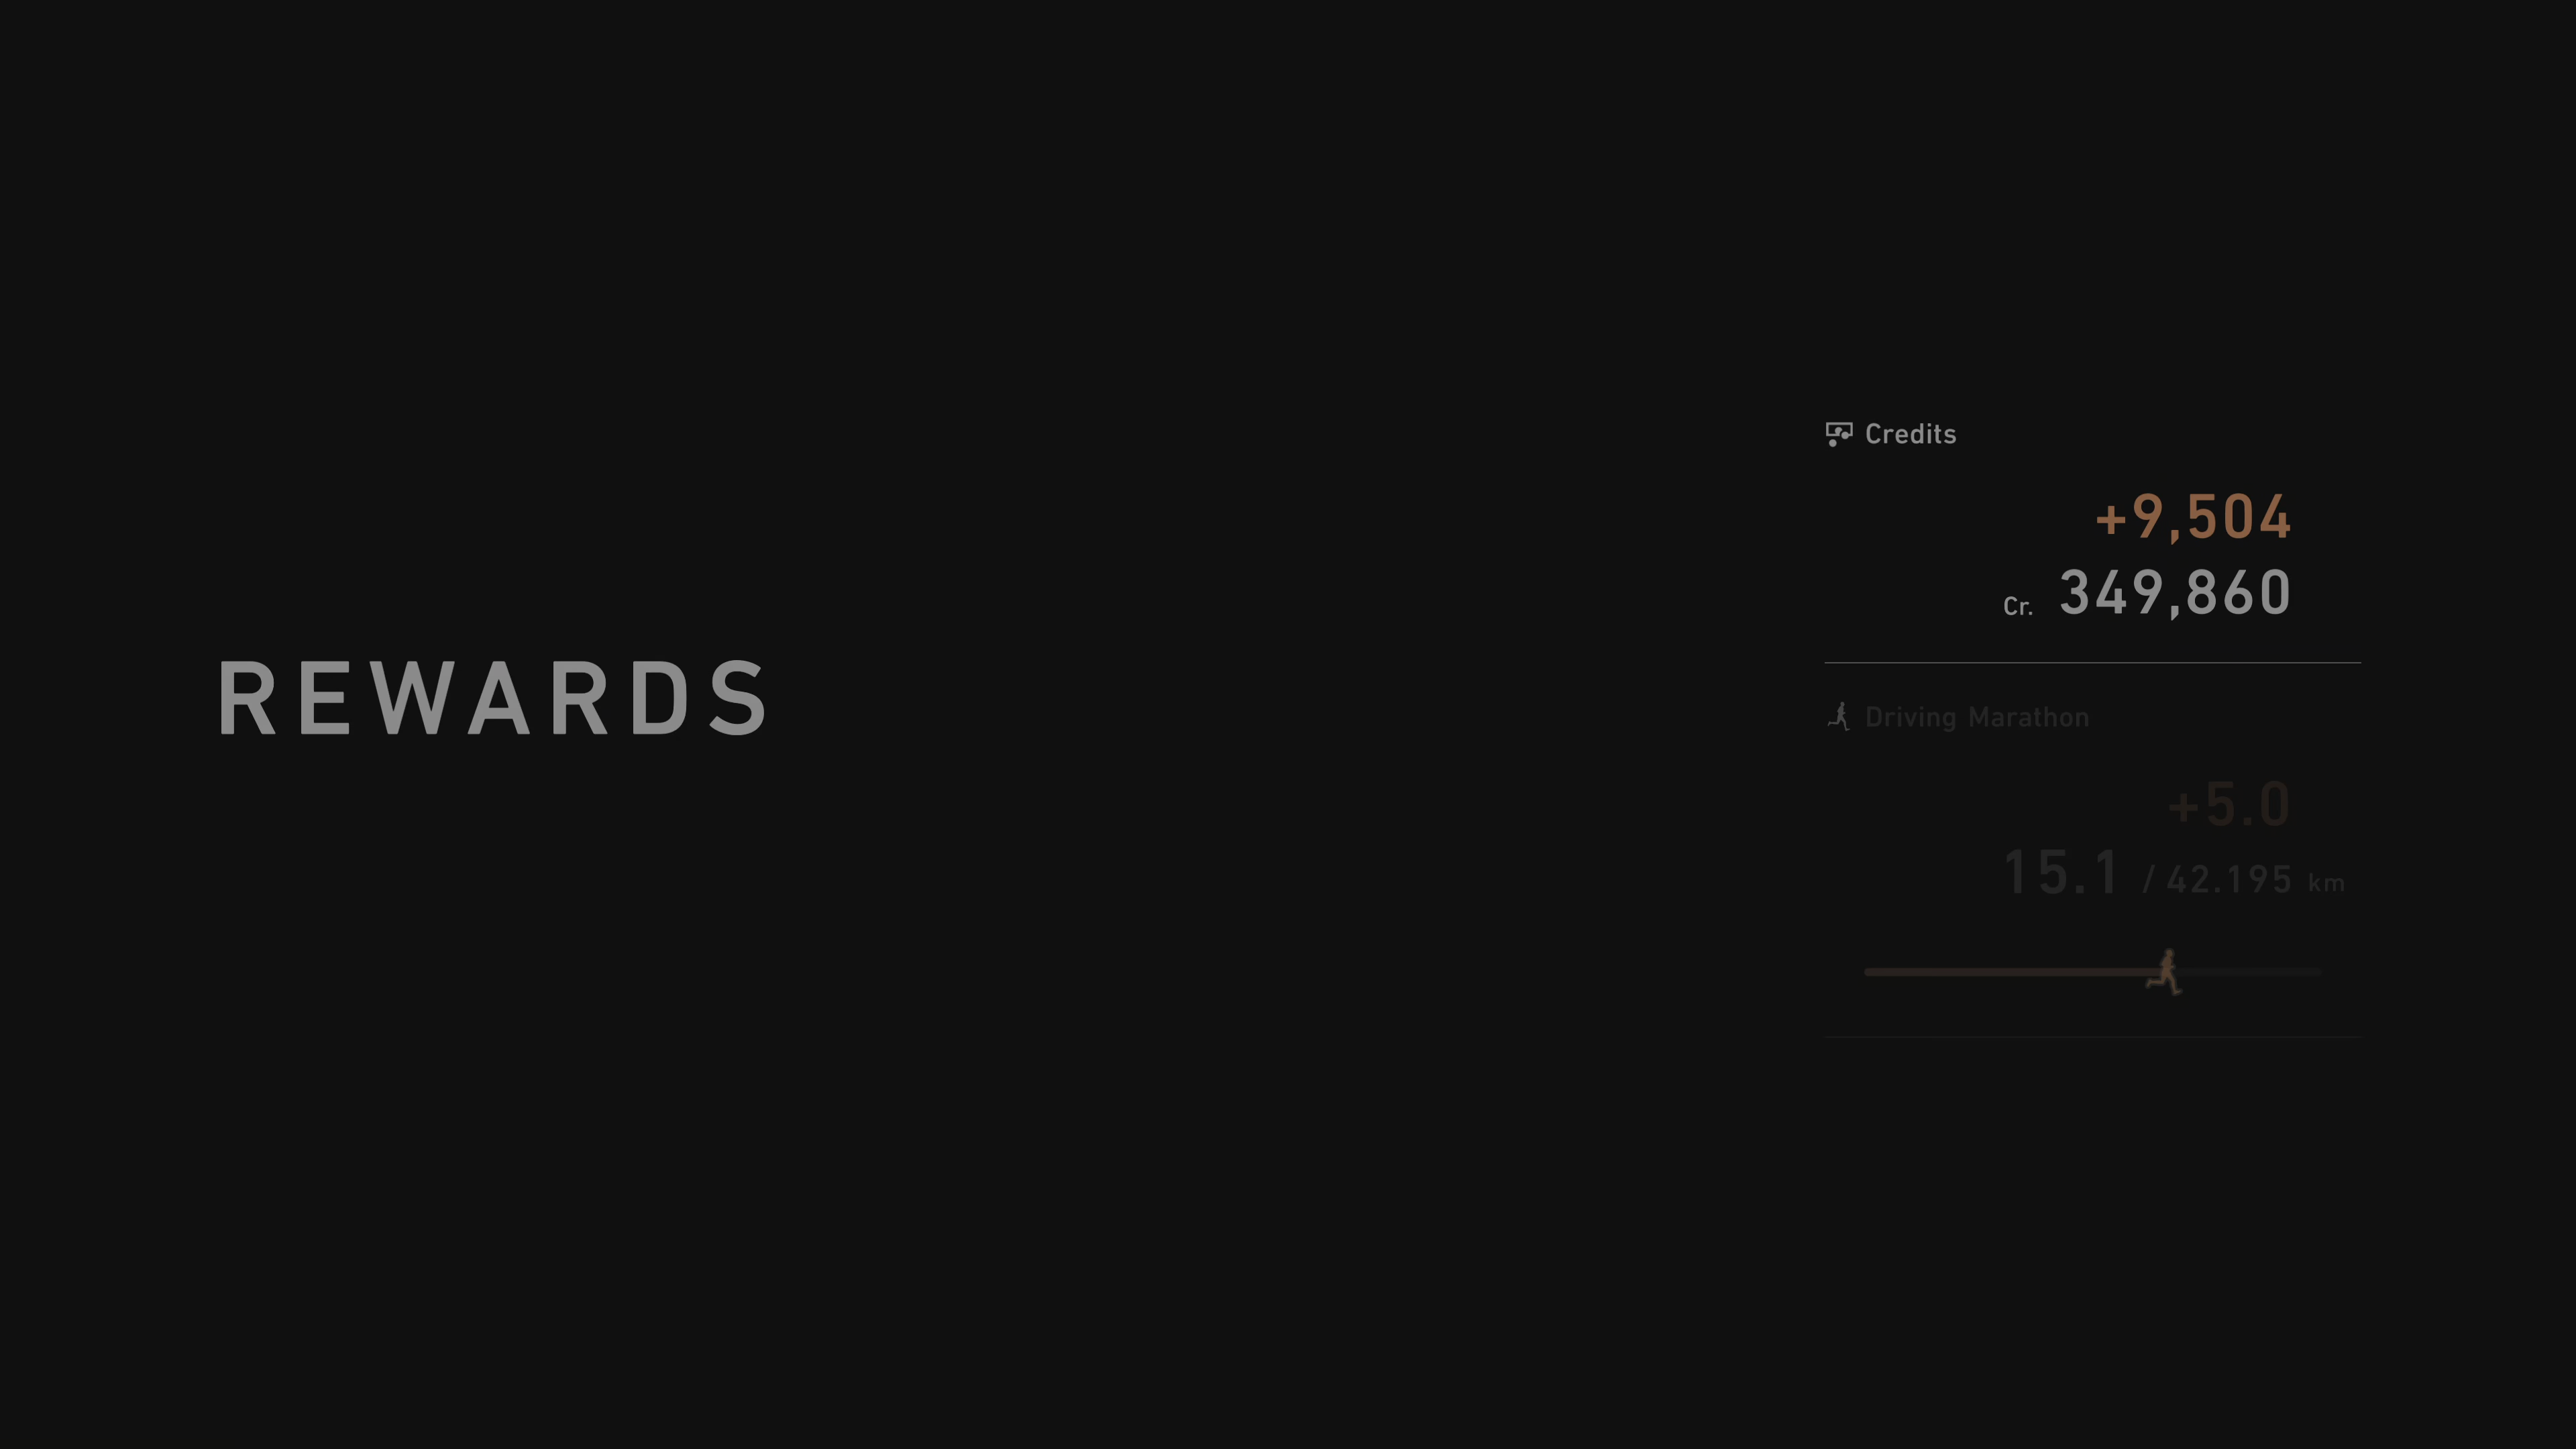 REWARDS
Credits
+9,504
Cr. 349,860
Driving Marathon
+5.0
15.1 / 42.195 km